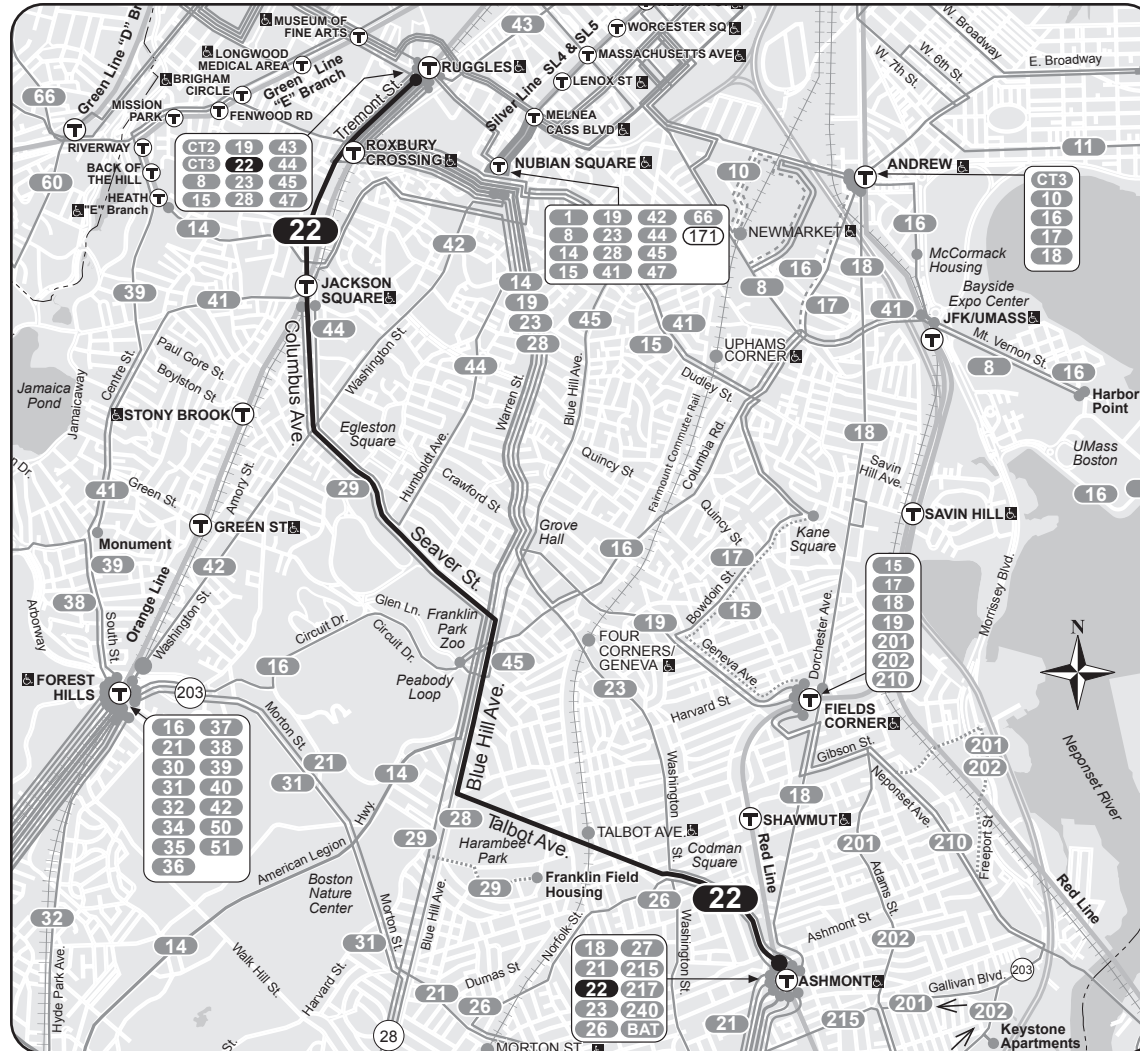 MUSEUM OF
FINE ARTS
43
WORCESTER SQ
MASSACHUSETTS AVE
LENOX ST
SL4 & SL5
Silver Line
MELNEA
CASS BLVD
LONGWOOD
MEDICAL AREA
Green Line
"E" Branch
BRIGHAM
CIRCLE
FENWOOD RD
MISSION
PARK
RIVERWAY
BACK OF
THE HILL
HEATH
"E" Branch
66
60
Green Line "D" Br
RUGGLES
Tremont St.
ROXBURY
CROSSING
NUBIAN SQUARE
CT2 19 43
CT3 22 44
8 23 45
15 28 47
1 19 42 66
8 23 44 171
14 28 45
15 41 47
W. Broadway
W. 7th St.
W. 6th St.
E. Broadway
11
10
ANDREW
CT3
10
16
17
18
NEWMARKET
16
McCormack
Housing
Bayside
Expo Center
JFK/UMASS
Mt. Vernon St.
8
16
Harbor
Point
UMass
Boston
16
14
22
42
14
19
23
28
16
18
8
17
41
39
41
JACKSON
SQUARE
44
45
41
15
UPHAMS
CORNER
Columbus Ave.
Paul Gore St.
Boylston St.
Centre St.
Washington St.
44
Warren St.
Blue Hill Ave.
Dudley St.
Jamaica
Pond
Jamaicaway
STONY BROOK
Egleston
Square
Humboldt Ave.
Crawford St.
Quincy St
Fairmount Commuter Rail
Columbia Rd.
18
Savin
Hill Ave.
n Dr.
41
Green St.
Amory St.
29
GREEN ST
Monument
39
42
Seaver St.
Grove
Hall
16
Quincy St.
17
Kane
Square
SAVIN HILL
Morrissey Blvd.
Arborway
38
South St.
Orange Line
Washington St.
Glen Ln.
Circuit Dr.
Circuit Dr.
Franklin
Park
Zoo
Bowdoin St.
15
19
Dorchester Ave.
15
17
18
19
201
202
210
N
FOREST
HILLS
203
16
Peabody
Loop
45
FOUR
CORNERS/
GENEVA
Geneva Ave
23
Harvard St
FIELDS
CORNER
16 37
21 38
30 39
31 40
32 42
34 50
35 51
36
Morton St.
21
31
14
Blue Hill Ave.
Gibson St.
201
202
Neponset River
Washington
St.
18
Neponset Ave.
28
29
Talbot Ave.
TALBOT AVE.
SHAWMUT
Red Line
201
210
Freeport St
Hwy.
American Legion
Harambee
Park
Codman
Square
Adams St.
29
Franklin Field
Housing
Boston
Nature
Center
26
22
Red Line
32
Hyde Park Ave.
14
31
Morton St.
Blue Hill Ave.
Norfolk St.
Washington St.
Ashmont St
202
Walk Hill St.
Harvard St.
Dumas St
18 27
21 215
22 217
23 240
26 BAT
ASHMONT
Gallivan Blvd.
203
21
26
201
202
28
MORTON ST.
21
215
Keystone
Apartments
St.